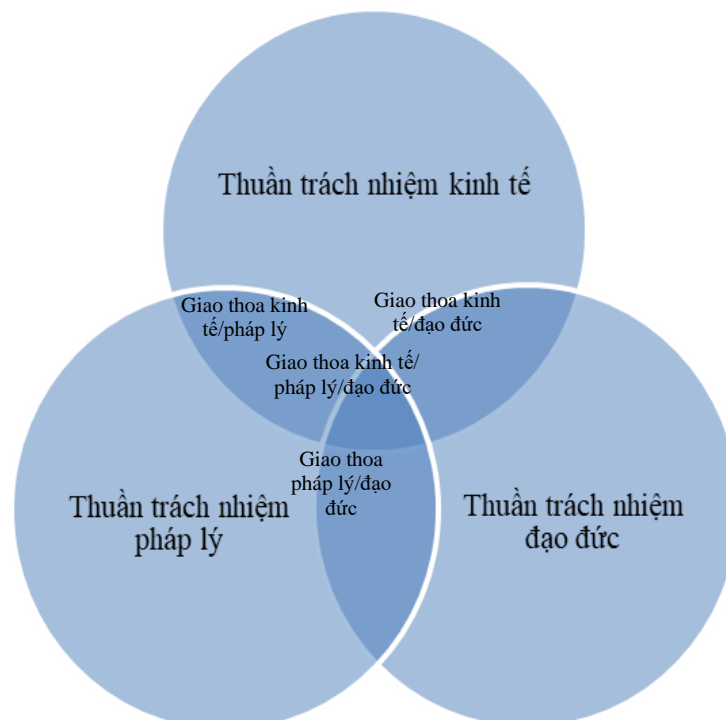 Thuần trách nhiệm kinh tế
Giao thoa kinh
tế/pháp lý
Giao thoa kinh
tế/đạo đức
Giao thoa kinh tế/
pháp lý/đạo đức
Giao thoa
pháp lý/đạo
đức
Thuần trách nhiệm
pháp lý
Thuần trách nhiệm
đạo đức